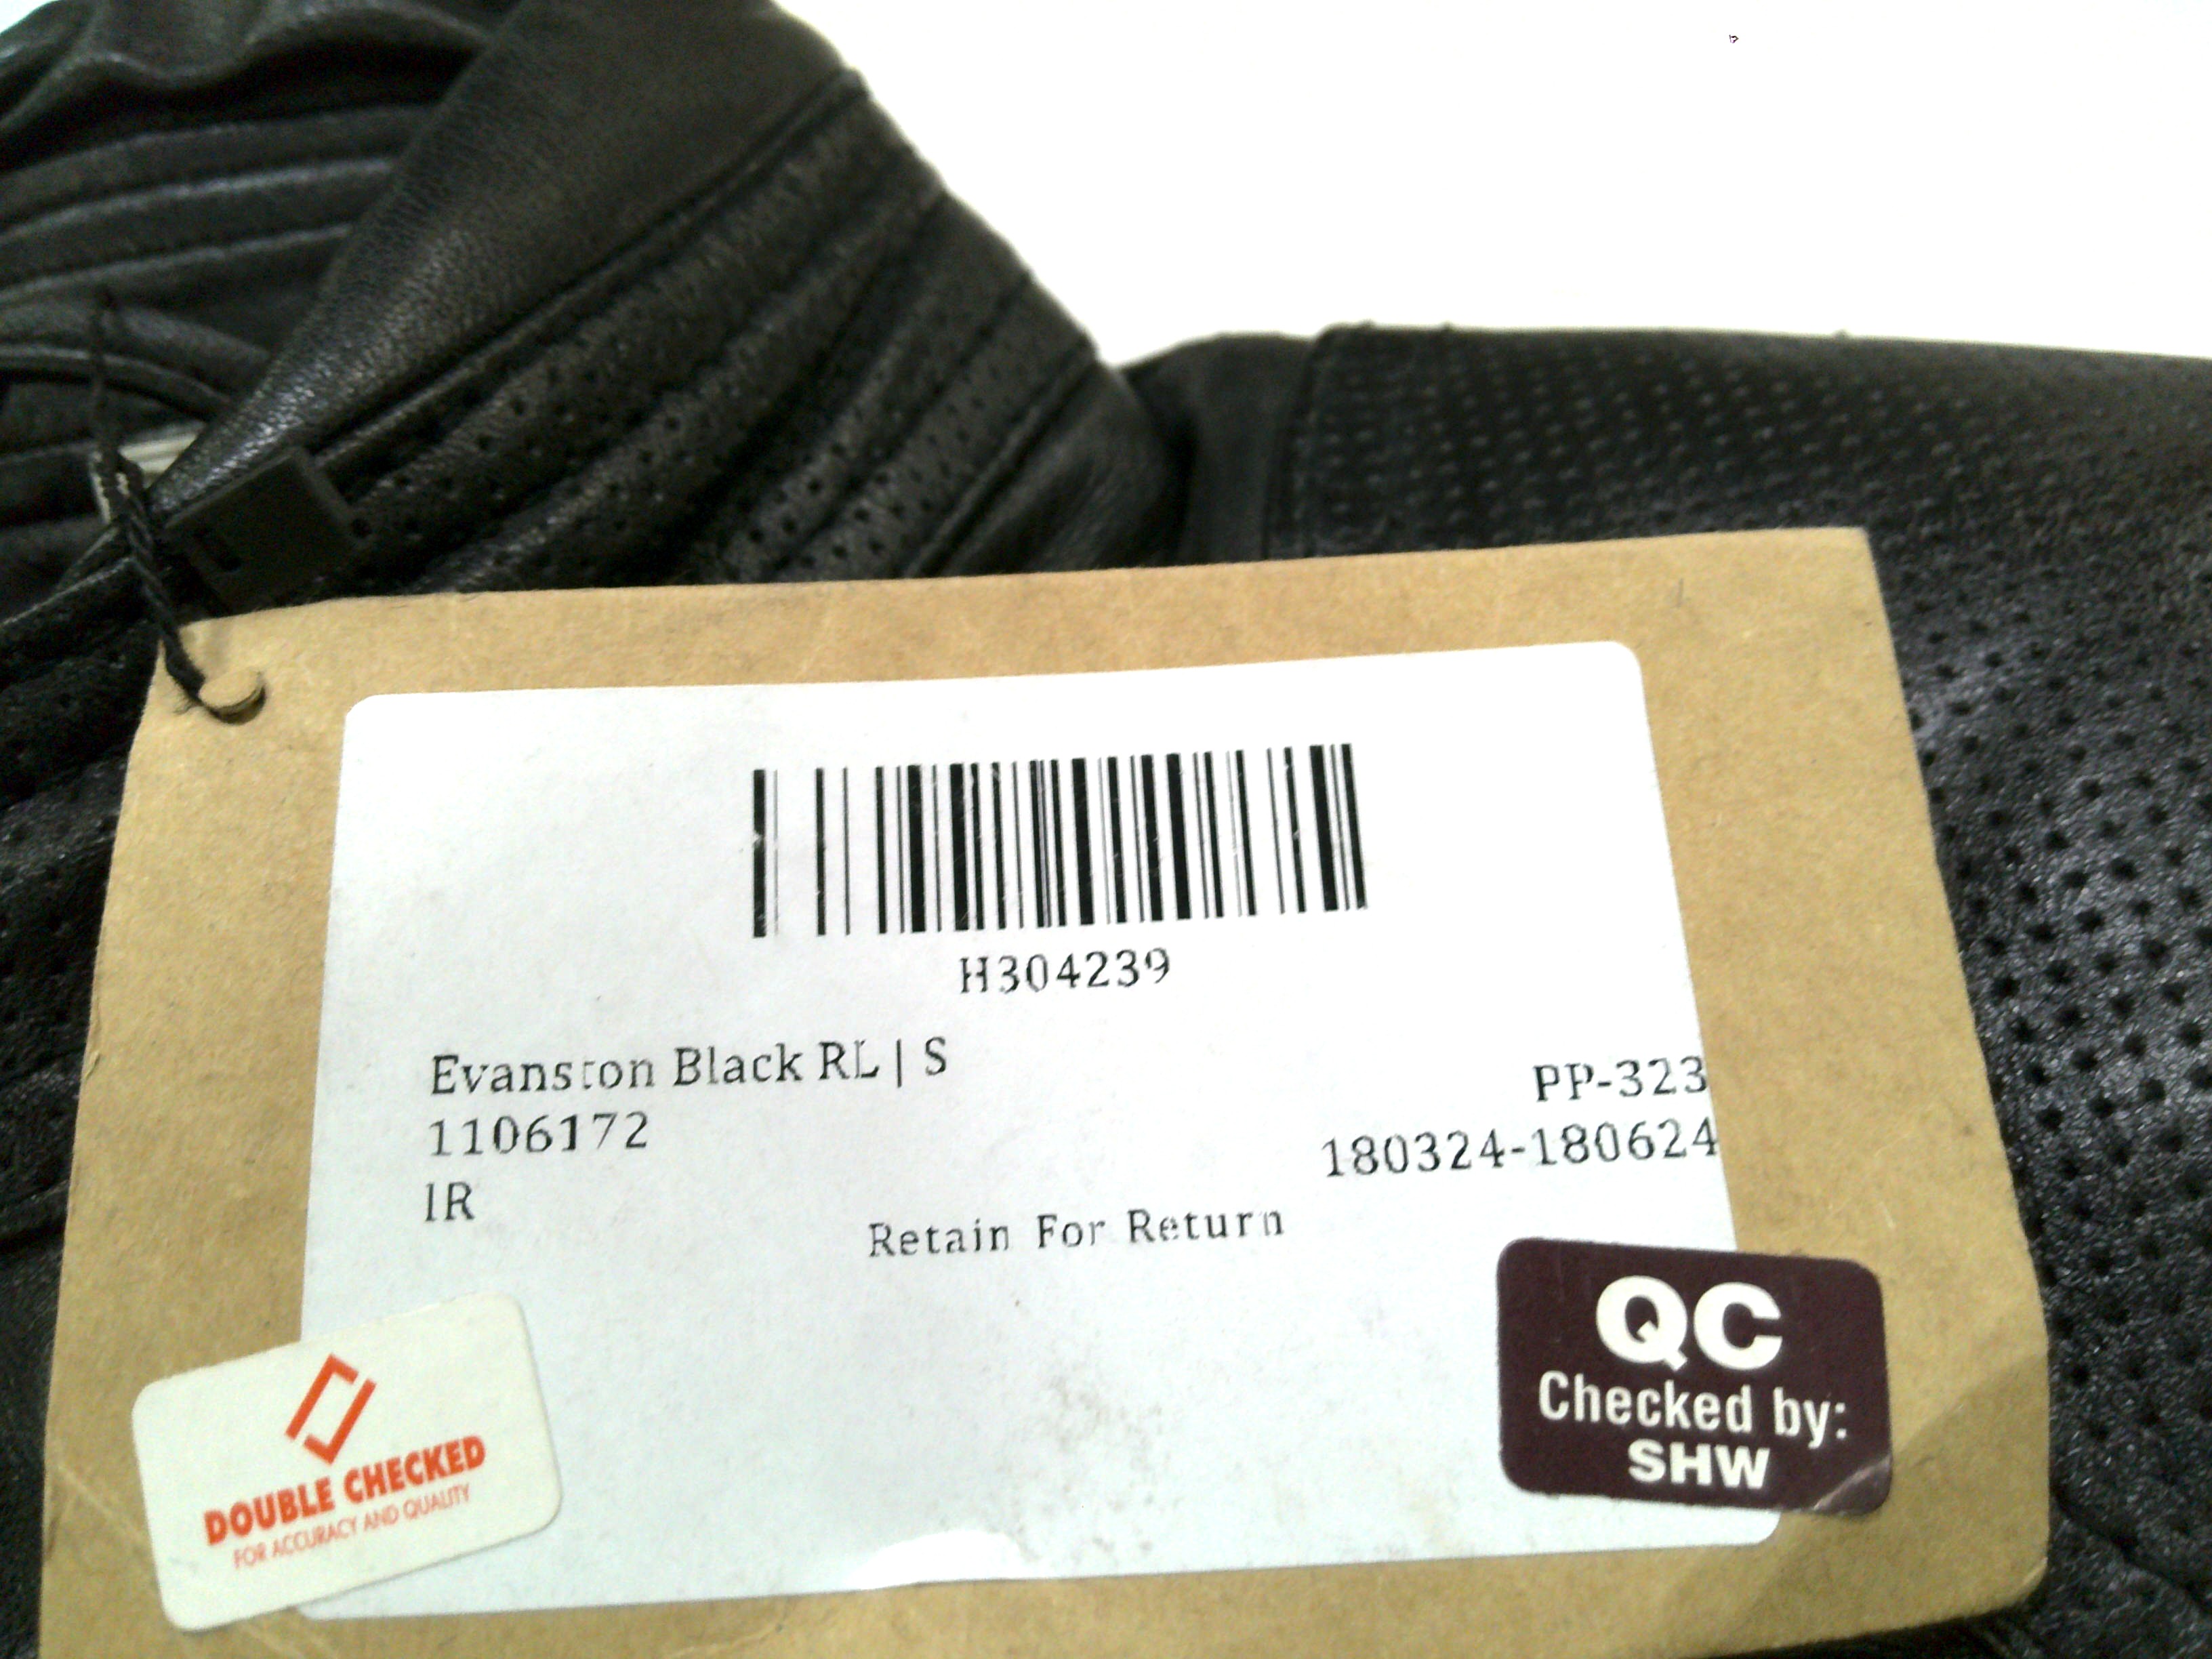 H304239
Evanston Black RL | S
1106172
IR
PP-323
180324-180624
Retain For Return
DOUBLE CHECKED
FOR ACCURACY AND QUALITY
QC
Checked by:
SHW